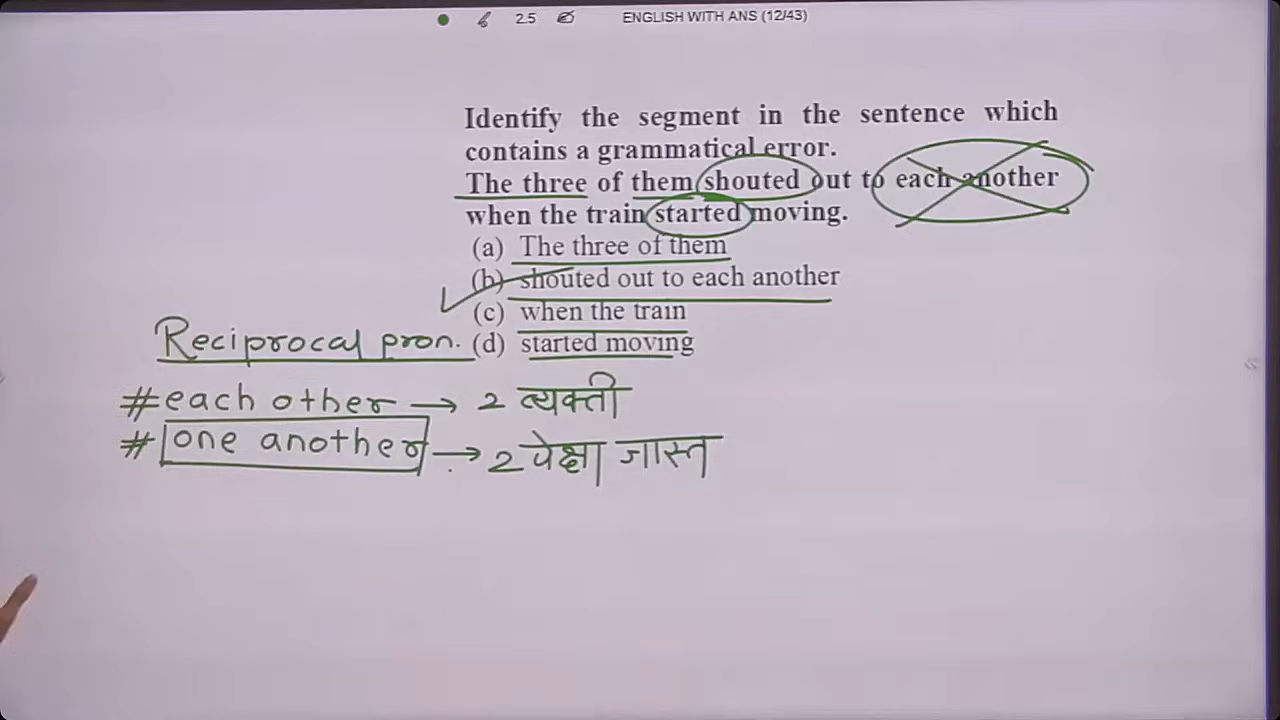 25 ENGLISH WITH ANS (12/43)
Identify the segment in the sentence which
contains a grammatical error.
The three of them shouted out to each another
when the train started moving.
(a) The three of them
(b) shouted out to each another
(c) when the train
(d) started moving
Reciprocal pron.
#each other → 2 व्यक्ती
# one another → 2 पेक्षा जास्त